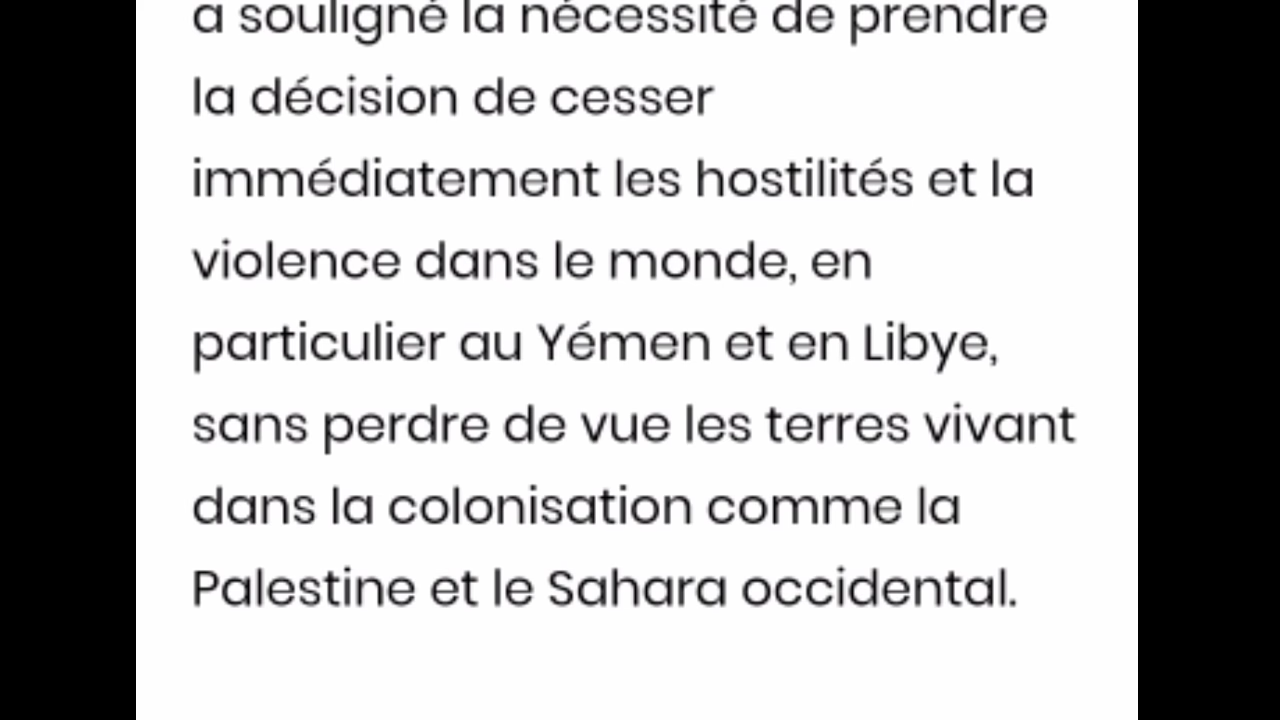 a souligné la nécessité de prendre
la décision de cesser
immédiatement les hostilités et la
violence dans le monde, en
particulier au Yémen et en Libye,
sans perdre de vue les terres vivant
dans la colonisation comme la
Palestine et le Sahara occidental.